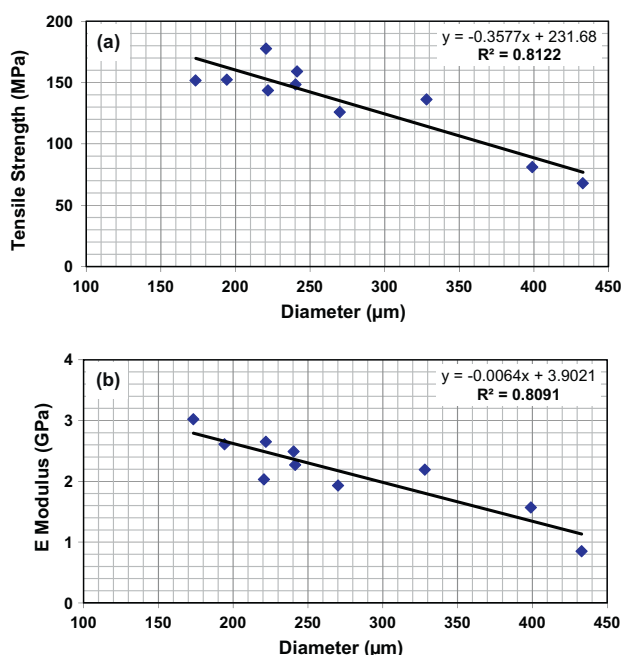 (a)
y = -0.3577x + 231.68
R² = 0.8122
Tensile Strength (MPa)
200
150
100
50
0
100 150 200 250 300 350 400 450
Diameter (µm)
(b)
y = -0.0064x + 3.9021
R² = 0.8091
E Modulus (GPa)
4
3
2
1
0
100 150 200 250 300 350 400 450
Diameter (µm)